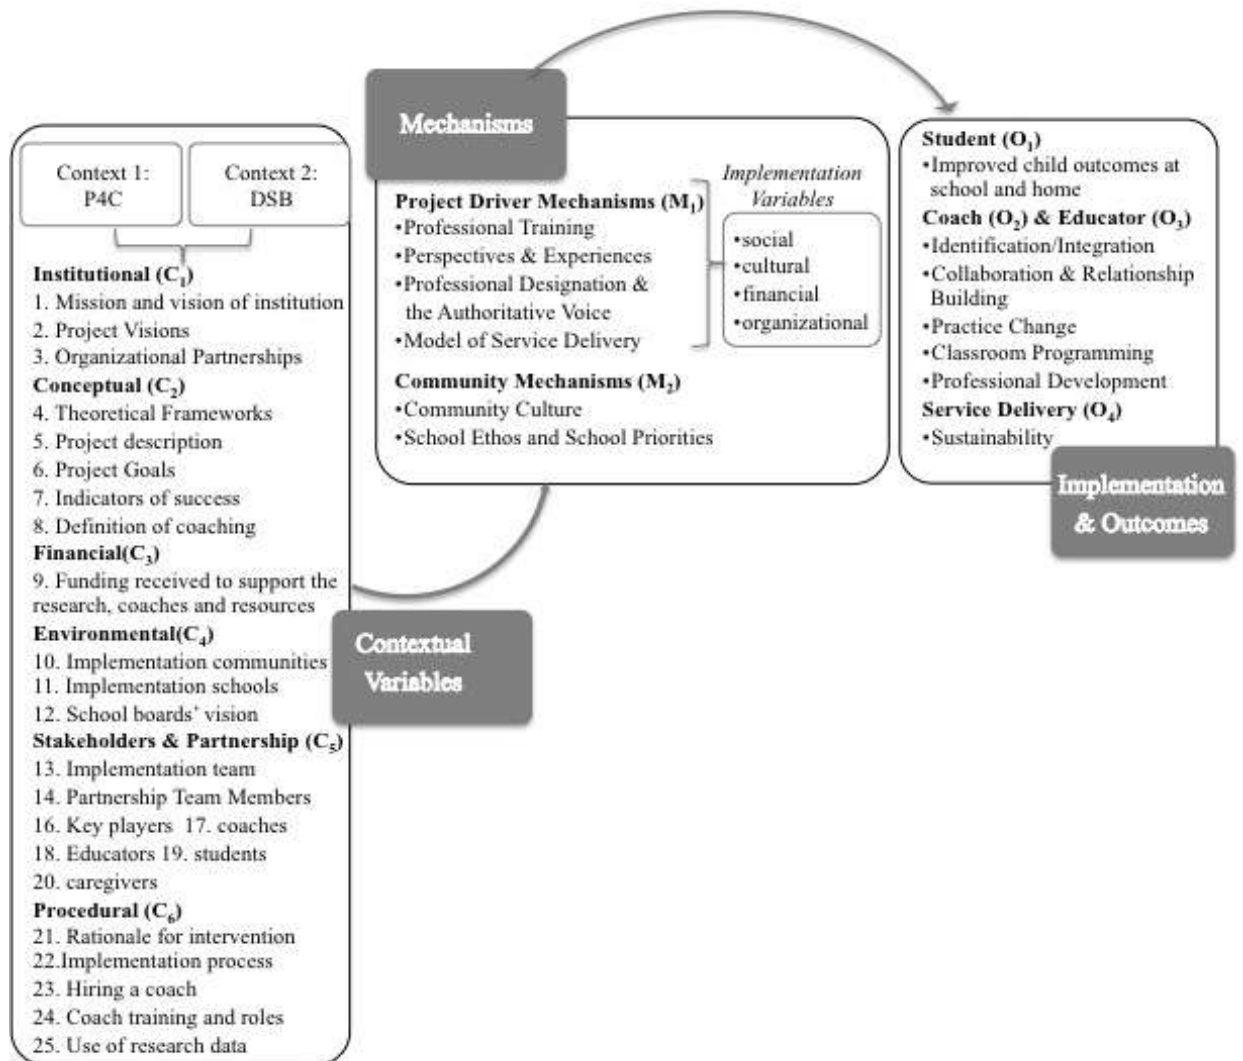 Context 1:
P4C
Context 2:
DSB
Institutional (C₁)
1. Mission and vision of institution
2. Project Visions
3. Organizational Partnerships
Conceptual (C₂)
4. Theoretical Frameworks
5. Project description
6. Project Goals
7. Indicators of success
8. Definition of coaching
Financial(C₃)
9. Funding received to support the
research, coaches and resources
Environmental(C₄)
10. Implementation communities
11. Implementation schools
12. School boards' vision
Stakeholders & Partnership (C₅)
13. Implementation team
14. Partnership Team Members
16. Key players 17. coaches
18. Educators 19. students
20. caregivers
Procedural (C₆)
21. Rationale for intervention
22.Implementation process
23. Hiring a coach
24. Coach training and roles
25. Use of research data
Contextual
Variables
Mechanisms
Project Driver Mechanisms (M₁)
•Professional Training
•Perspectives & Experiences
•Professional Designation &
the Authoritative Voice
•Model of Service Delivery
Implementation
Variables
•social
•cultural
•financial
•organizational
Community Mechanisms (M₂)
•Community Culture
•School Ethos and School Priorities
Student (O₁)
•Improved child outcomes at
school and home
Coach (O₂) & Educator (O₃)
•Identification/Integration
•Collaboration & Relationship
Building
•Practice Change
•Classroom Programming
•Professional Development
Service Delivery (O₄)
•Sustainability
Implementation
& Outcomes